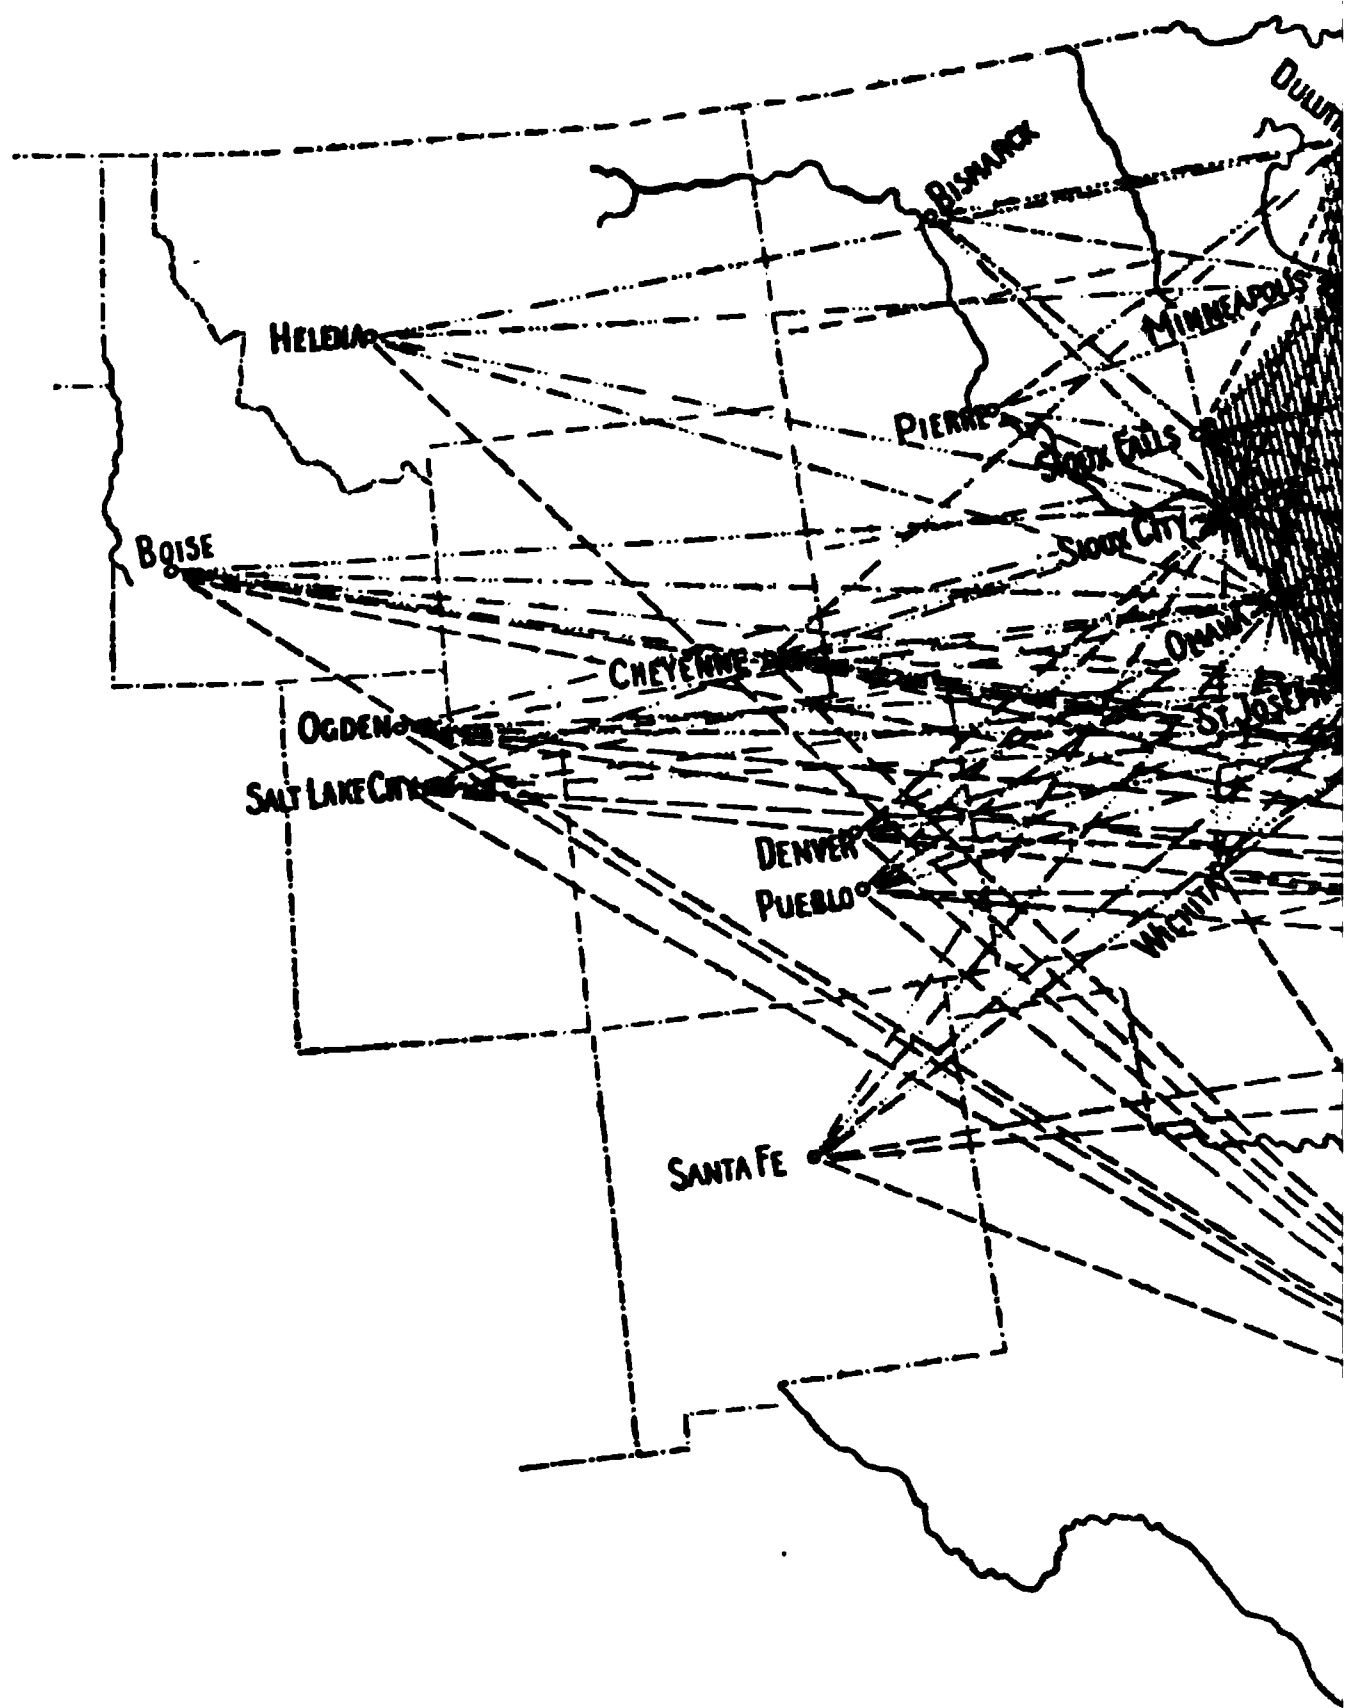 DULUTH
BISMARCK
MINNEAPOLIS
HELENA
PIERRE
SIOUX FALLS
SIOUX CITY
BOISE
OMAHA
CHEYENNE
ST. JOSEPH
OGDEN
SALT LAKE CITY
DENVER
PUEBLO
WICHITA
SANTA FE